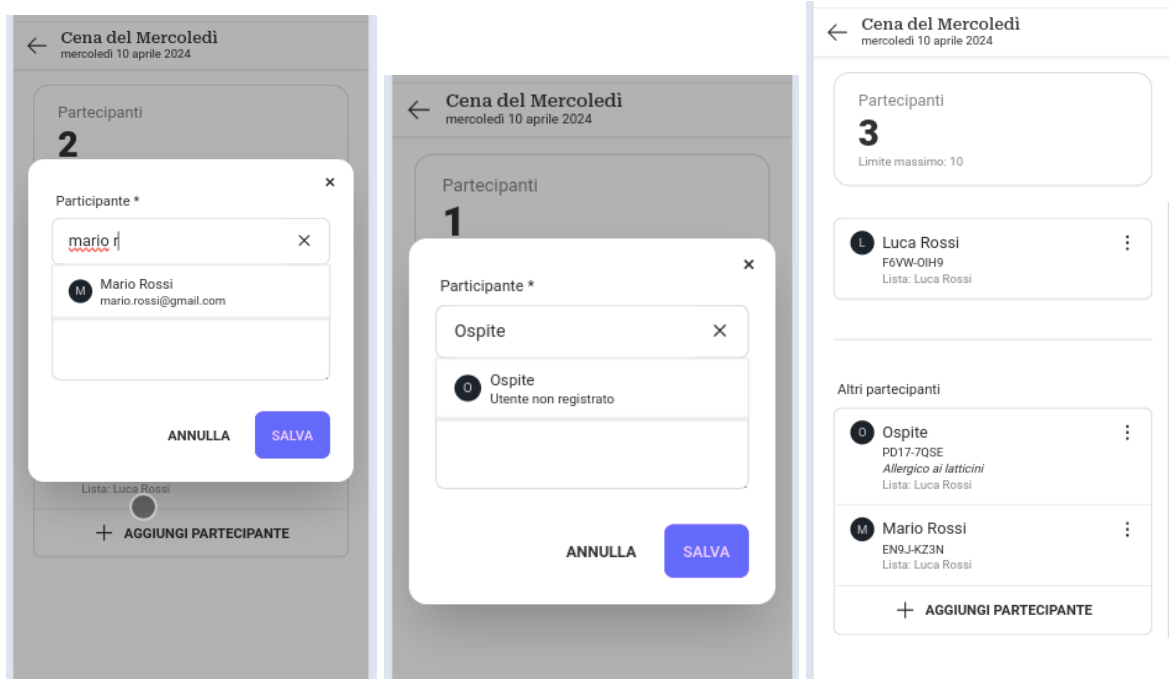 Cena del Mercoledì
mercoledì 10 aprile 2024
Partecipanti
2
Participante *
mario r
M
Mario Rossi
mario.rossi@gmail.com
ANNULLA
SALVA
Lista: Luca Rossi
AGGIUNGI PARTECIPANTE
Cena del Mercoledì
mercoledì 10 aprile 2024
Partecipanti
1
Participante *
Ospite
O
Ospite
Utente non registrato
ANNULLA
SALVA
Cena del Mercoledì
mercoledì 10 aprile 2024
Partecipanti
3
Limite massimo: 10
L
Luca Rossi
F6VW-OIH9
Lista: Luca Rossi
Altri partecipanti
O
Ospite
PD17-7QSE
Allergico ai latticini
Lista: Luca Rossi
M
Mario Rossi
EN9J-KZ3N
Lista: Luca Rossi
AGGIUNGI PARTECIPANTE